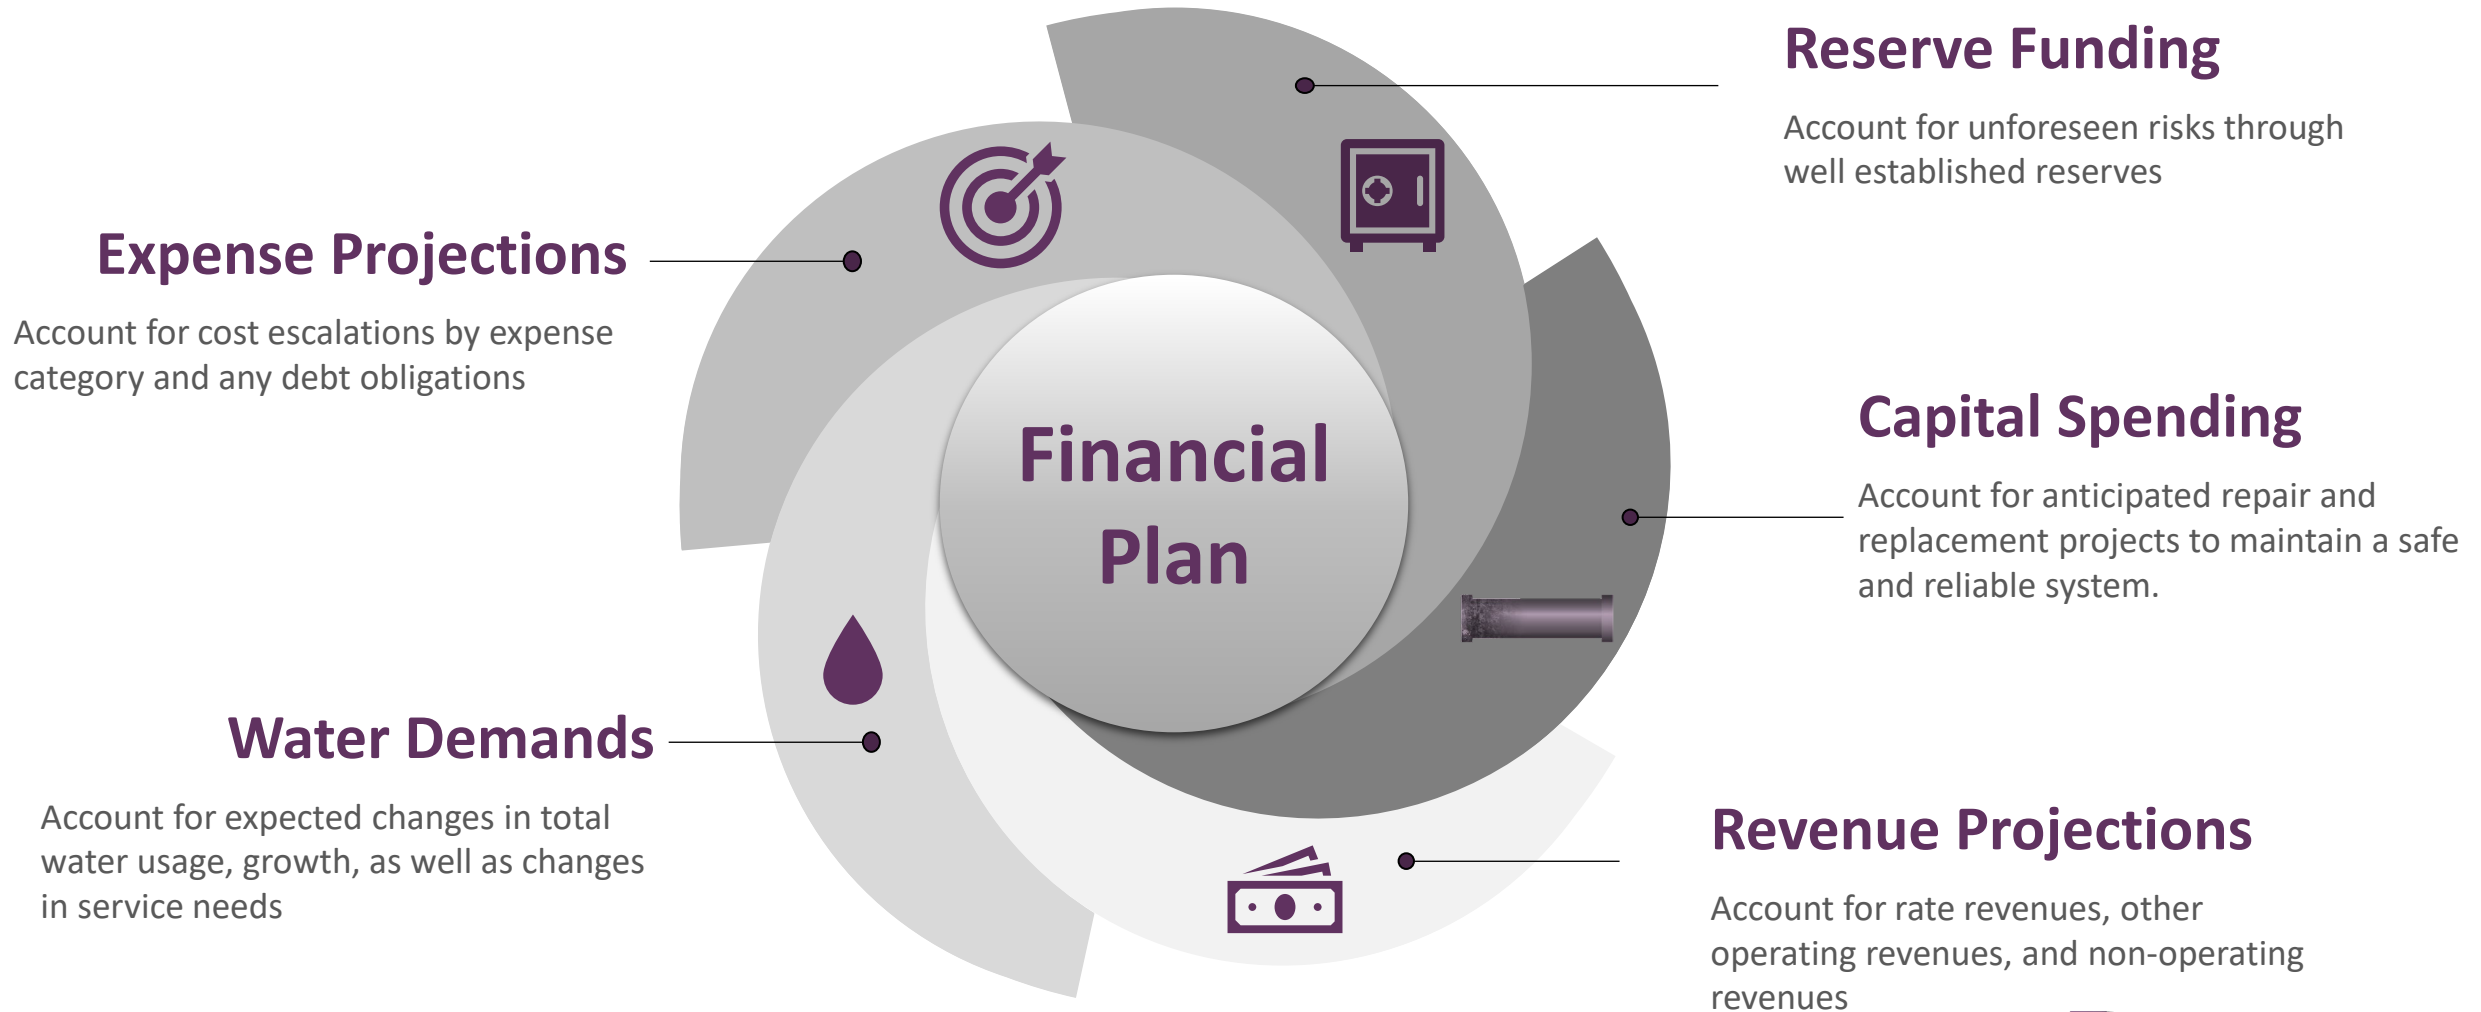 Reserve Funding
Account for unforeseen risks through
well established reserves
Expense Projections
Account for cost escalations by expense
category and any debt obligations
Financial
Plan
Capital Spending
Account for anticipated repair and
replacement projects to maintain a safe
and reliable system.
Water Demands
Account for expected changes in total
water usage, growth, as well as changes
in service needs
Revenue Projections
Account for rate revenues, other
operating revenues, and non-operating
revenues